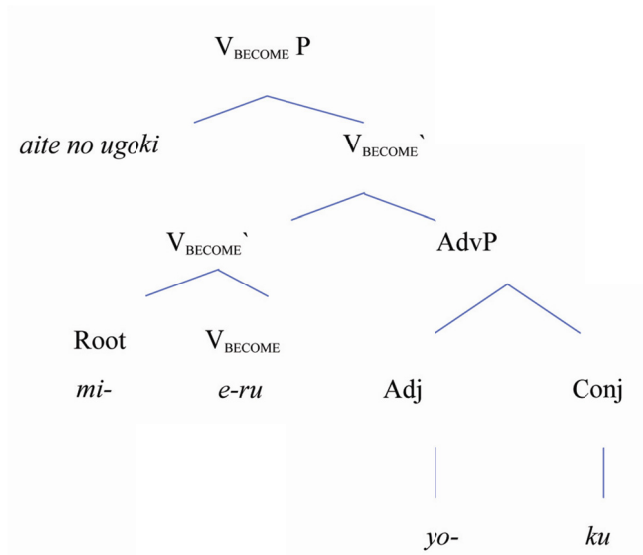 V_BECOME P
aite no ugoki V_BECOME`
V_BECOME` AdvP
Root V_BECOME
mi- e-ru Adj Conj
yo- ku